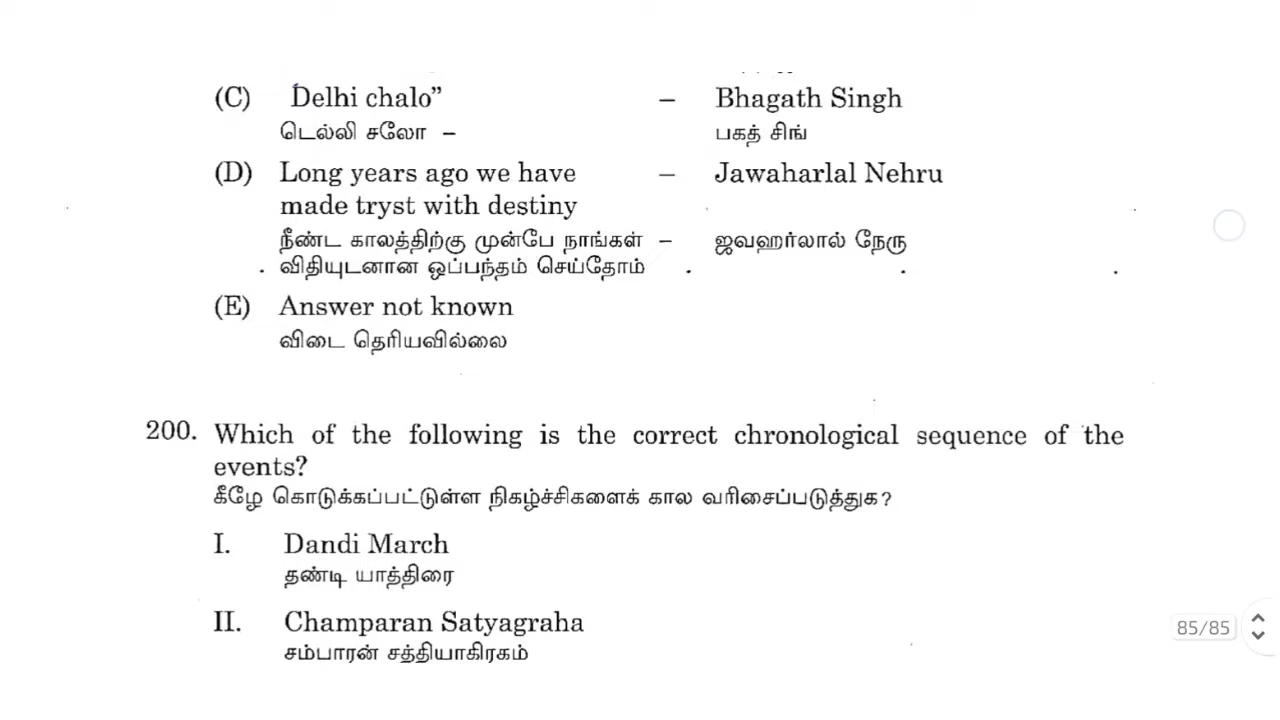 (C) Delhi chalo” – Bhagath Singh
டெல்லி சலோ – பகத் சிங்
(D) Long years ago we have – Jawaharlal Nehru
made tryst with destiny
நீண்ட காலத்திற்கு முன்பே நாங்கள் – ஜவஹர்லால் நேரு
விதியுடனான ஒப்பந்தம் செய்தோம்
(E) Answer not known
விடை தெரியவில்லை
200. Which of the following is the correct chronological sequence of the
events?
கீழே கொடுக்கப்பட்டுள்ள நிகழ்ச்சிகளைக் கால வரிசைப்படுத்துக?
I. Dandi March
தண்டி யாத்திரை
II. Champaran Satyagraha
சம்பாரன் சத்தியாகிரகம்
85/85